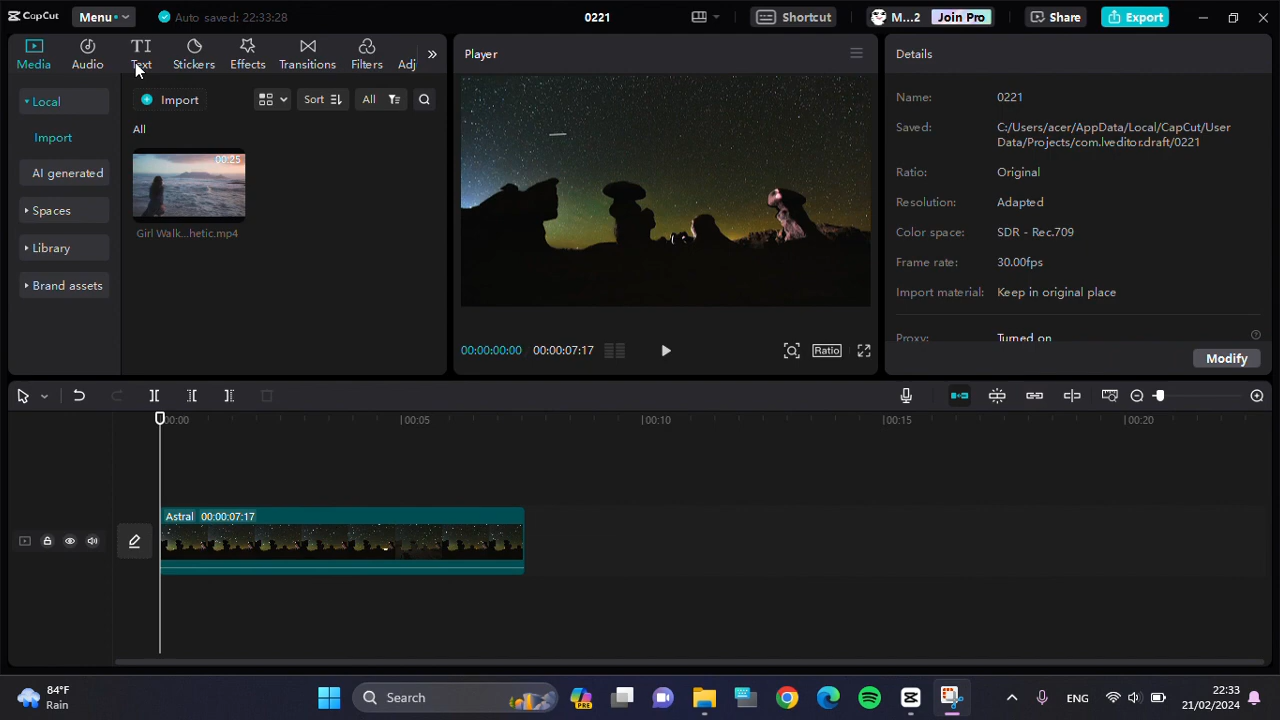 CapCut
Menu
Auto saved: 22:33:28
0221
Shortcut
M...2
Join Pro
Share
Export
Media
Audio
Text
Stickers
Effects
Transitions
Filters
Adj
Local
Import
AI generated
Spaces
Library
Brand assets
Import
Sort
All
All
00:25
Girl Walk...hetic.mp4
Player
00:00:00:00
00:00:07:17
Ratio
Details
Name: 0221
Saved: C:/Users/acer/AppData/Local/CapCut/User
Data/Projects/com.lveditor.draft/0221
Ratio: Original
Resolution: Adapted
Color space: SDR - Rec.709
Frame rate: 30.00fps
Import material: Keep in original place
Proxy: Turned on
Modify
00:00
00:05
00:10
00:15
00:20
Astral 00:00:07:17
84°F
Rain
Search
PRE
ENG
22:33
21/02/2024